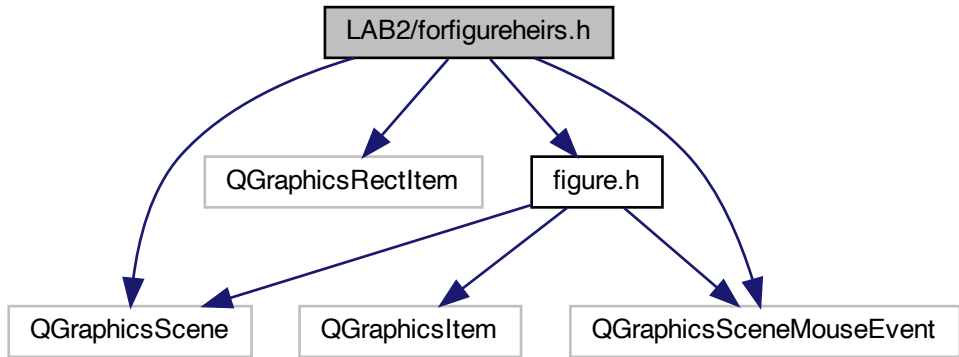 LAB2/forfigureheirs.h
QGraphicsRectItem
figure.h
QGraphicsScene
QGraphicsItem
QGraphicsSceneMouseEvent